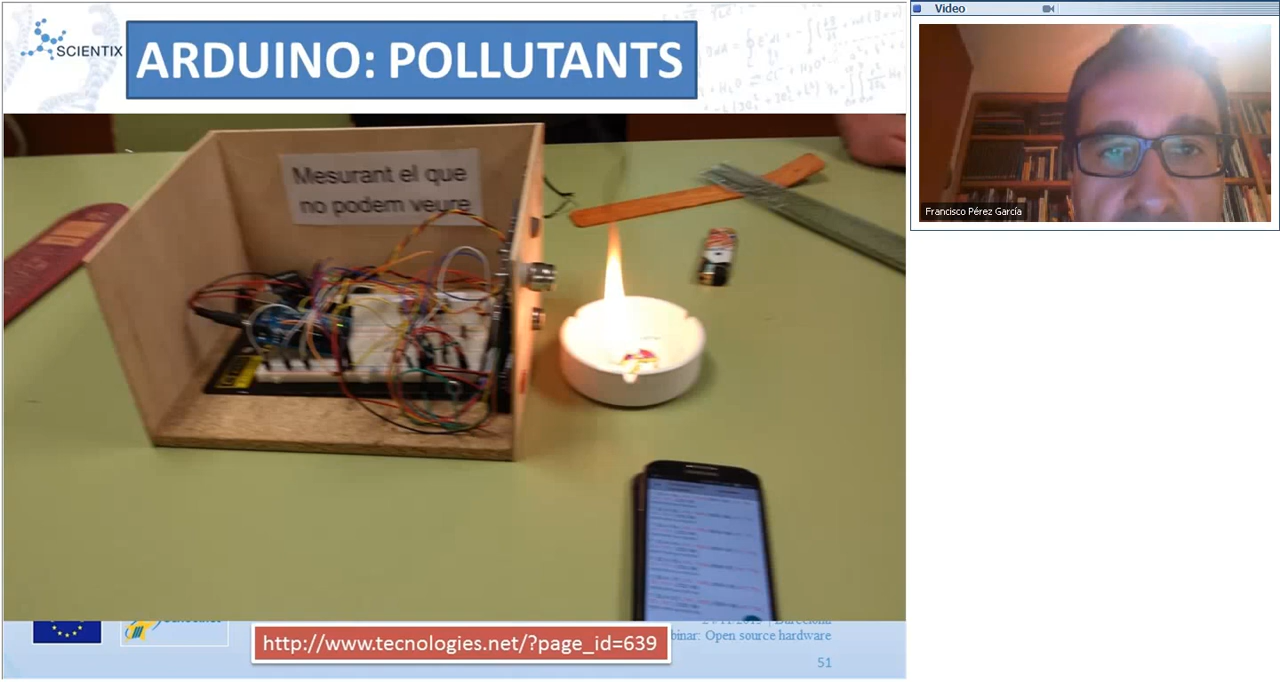 SCIENTIX
ARDUINO: POLLUTANTS
Mesurant el que
no podem veure
http://www.tecnologies.net/?page_id=639
Barcelona
binar: Open source hardware
51
Video
Francisco Pérez García